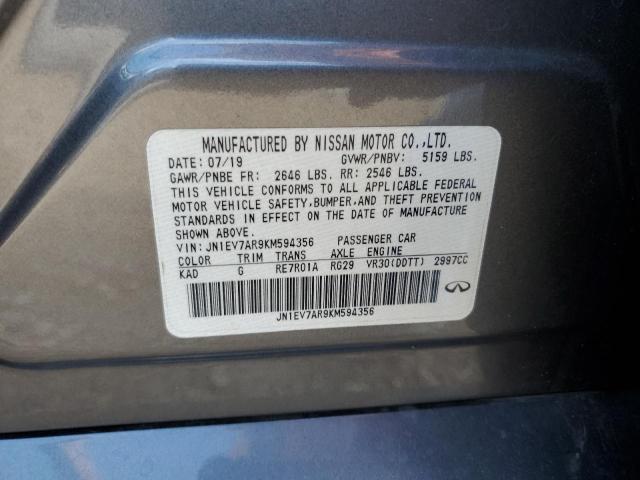 MANUFACTURED BY NISSAN MOTOR CO.,LTD.
DATE: 07/19 GVWR/PNBV: 5159 LBS.
GAWR/PNBE FR: 2646 LBS. RR: 2546 LBS.
THIS VEHICLE CONFORMS TO ALL APPLICABLE FEDERAL
MOTOR VEHICLE SAFETY,BUMPER,AND THEFT PREVENTION
STANDARDS IN EFFECT ON THE DATE OF MANUFACTURE
SHOWN ABOVE.
VIN: JN1EV7AR9KM594356 PASSENGER CAR
COLOR TRIM TRANS AXLE ENGINE
KAD G RE7R01A RG29 VR30(DDTT) 2997CC
JN1EV7AR9KM594356